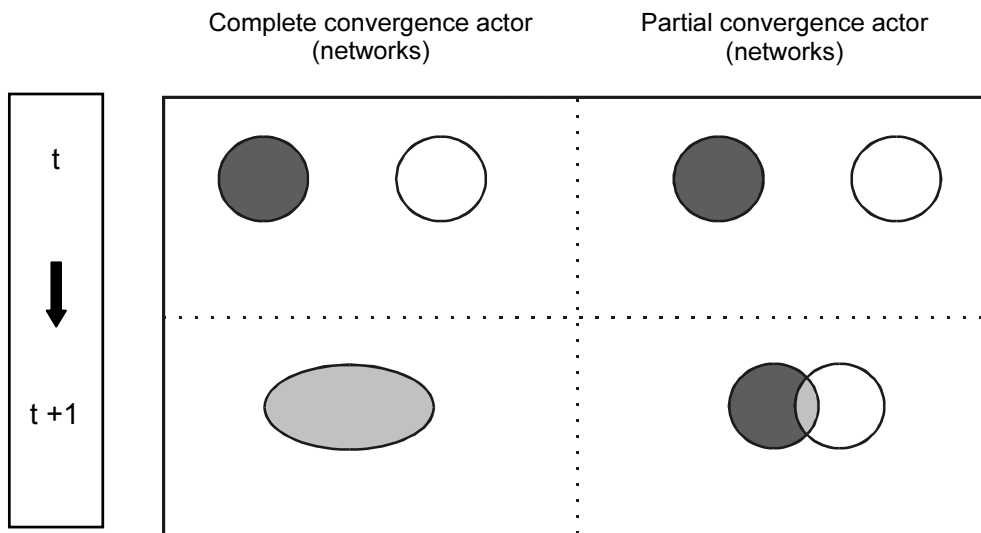 Complete convergence actor
(networks)
Partial convergence actor
(networks)
t
t +1